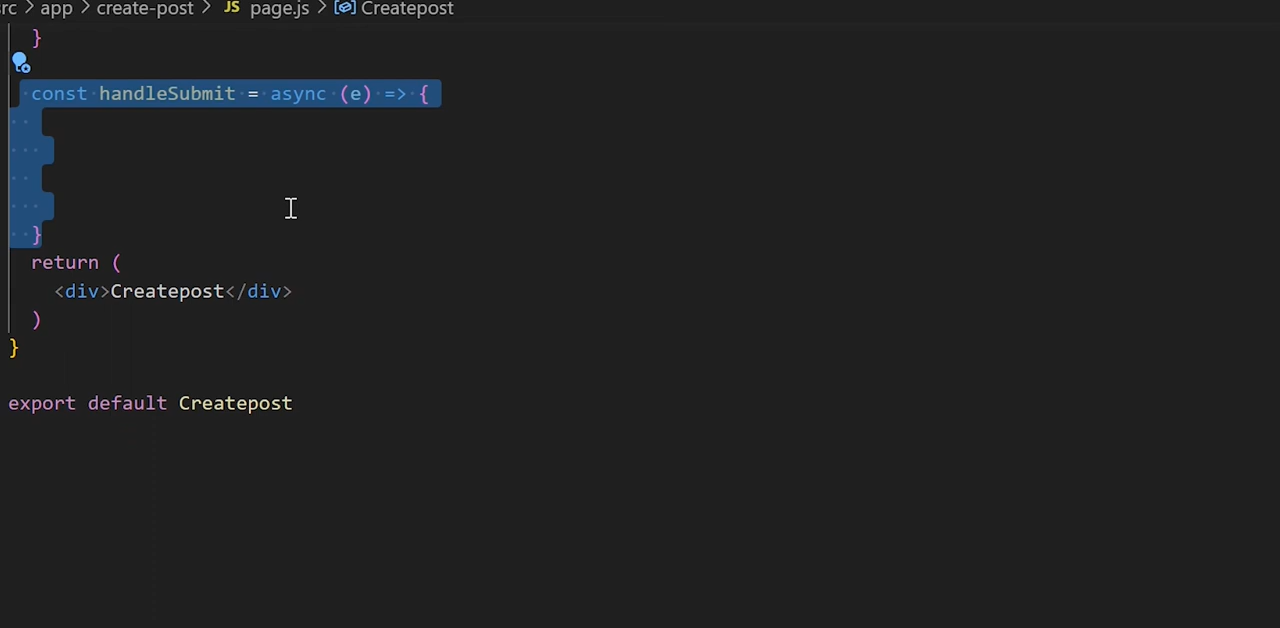 rc > app > create-post > JS page.js > Createpost
}
const handleSubmit = async (e) => {
}
return (
<div>Createpost</div>
)
}
export default Createpost